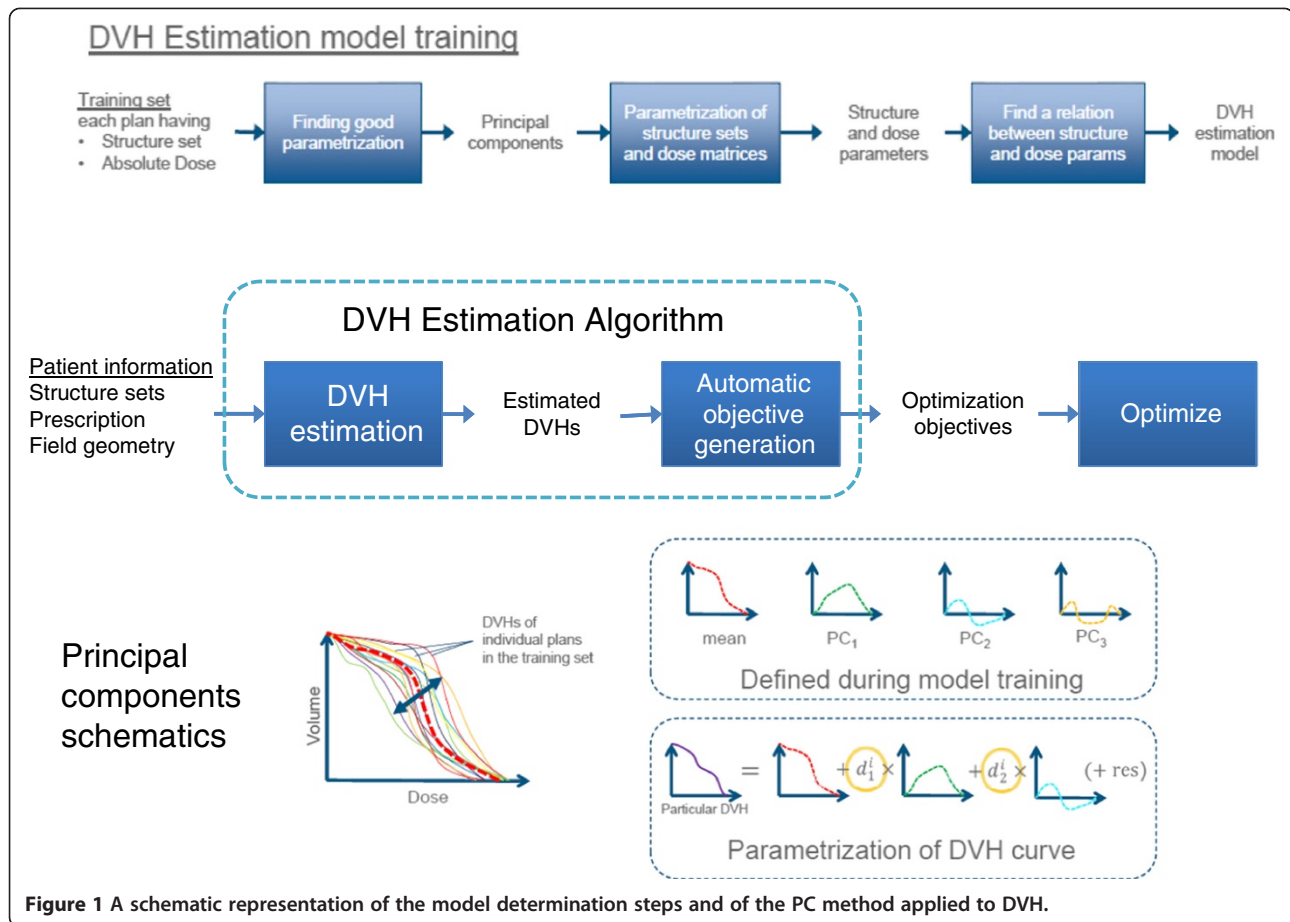 DVH Estimation model training
Training set
each plan having
• Structure set
• Absolute Dose
Finding good
parametrization
Principal
components
Parametrization of
structure sets
and dose matrices
Structure
and dose
parameters
Find a relation
between structure
and dose params
DVH
estimation
model
DVH Estimation Algorithm
Patient information
Structure sets
Prescription
Field geometry
DVH
estimation
Estimated
DVHs
Automatic
objective
generation
Optimization
objectives
Optimize
Principal
components
schematics
DVHs of
individual plans
in the training set
Volume
Dose
mean
PC₁
PC₂
PC₃
Defined during model training
Particular DVH
= + d₁ⁱ × + d₂ⁱ × (+ res)
Parametrization of DVH curve
Figure 1 A schematic representation of the model determination steps and of the PC method applied to DVH.